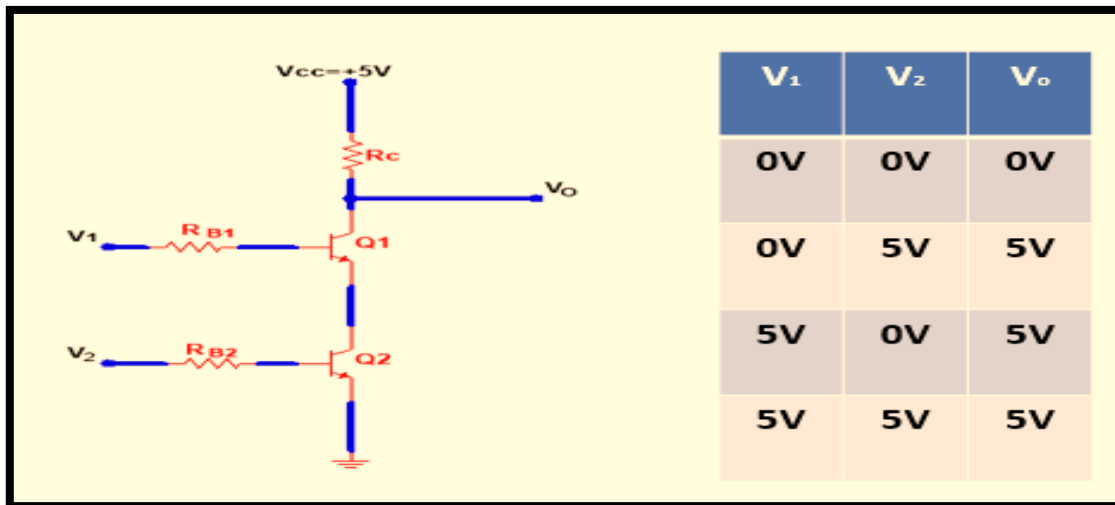 Vcc=+5V
Rc
Vo
V1
RB1
Q1
V2
RB2
Q2
V₁ V₂ Vₒ
0V 0V 0V
0V 5V 5V
5V 0V 5V
5V 5V 5V